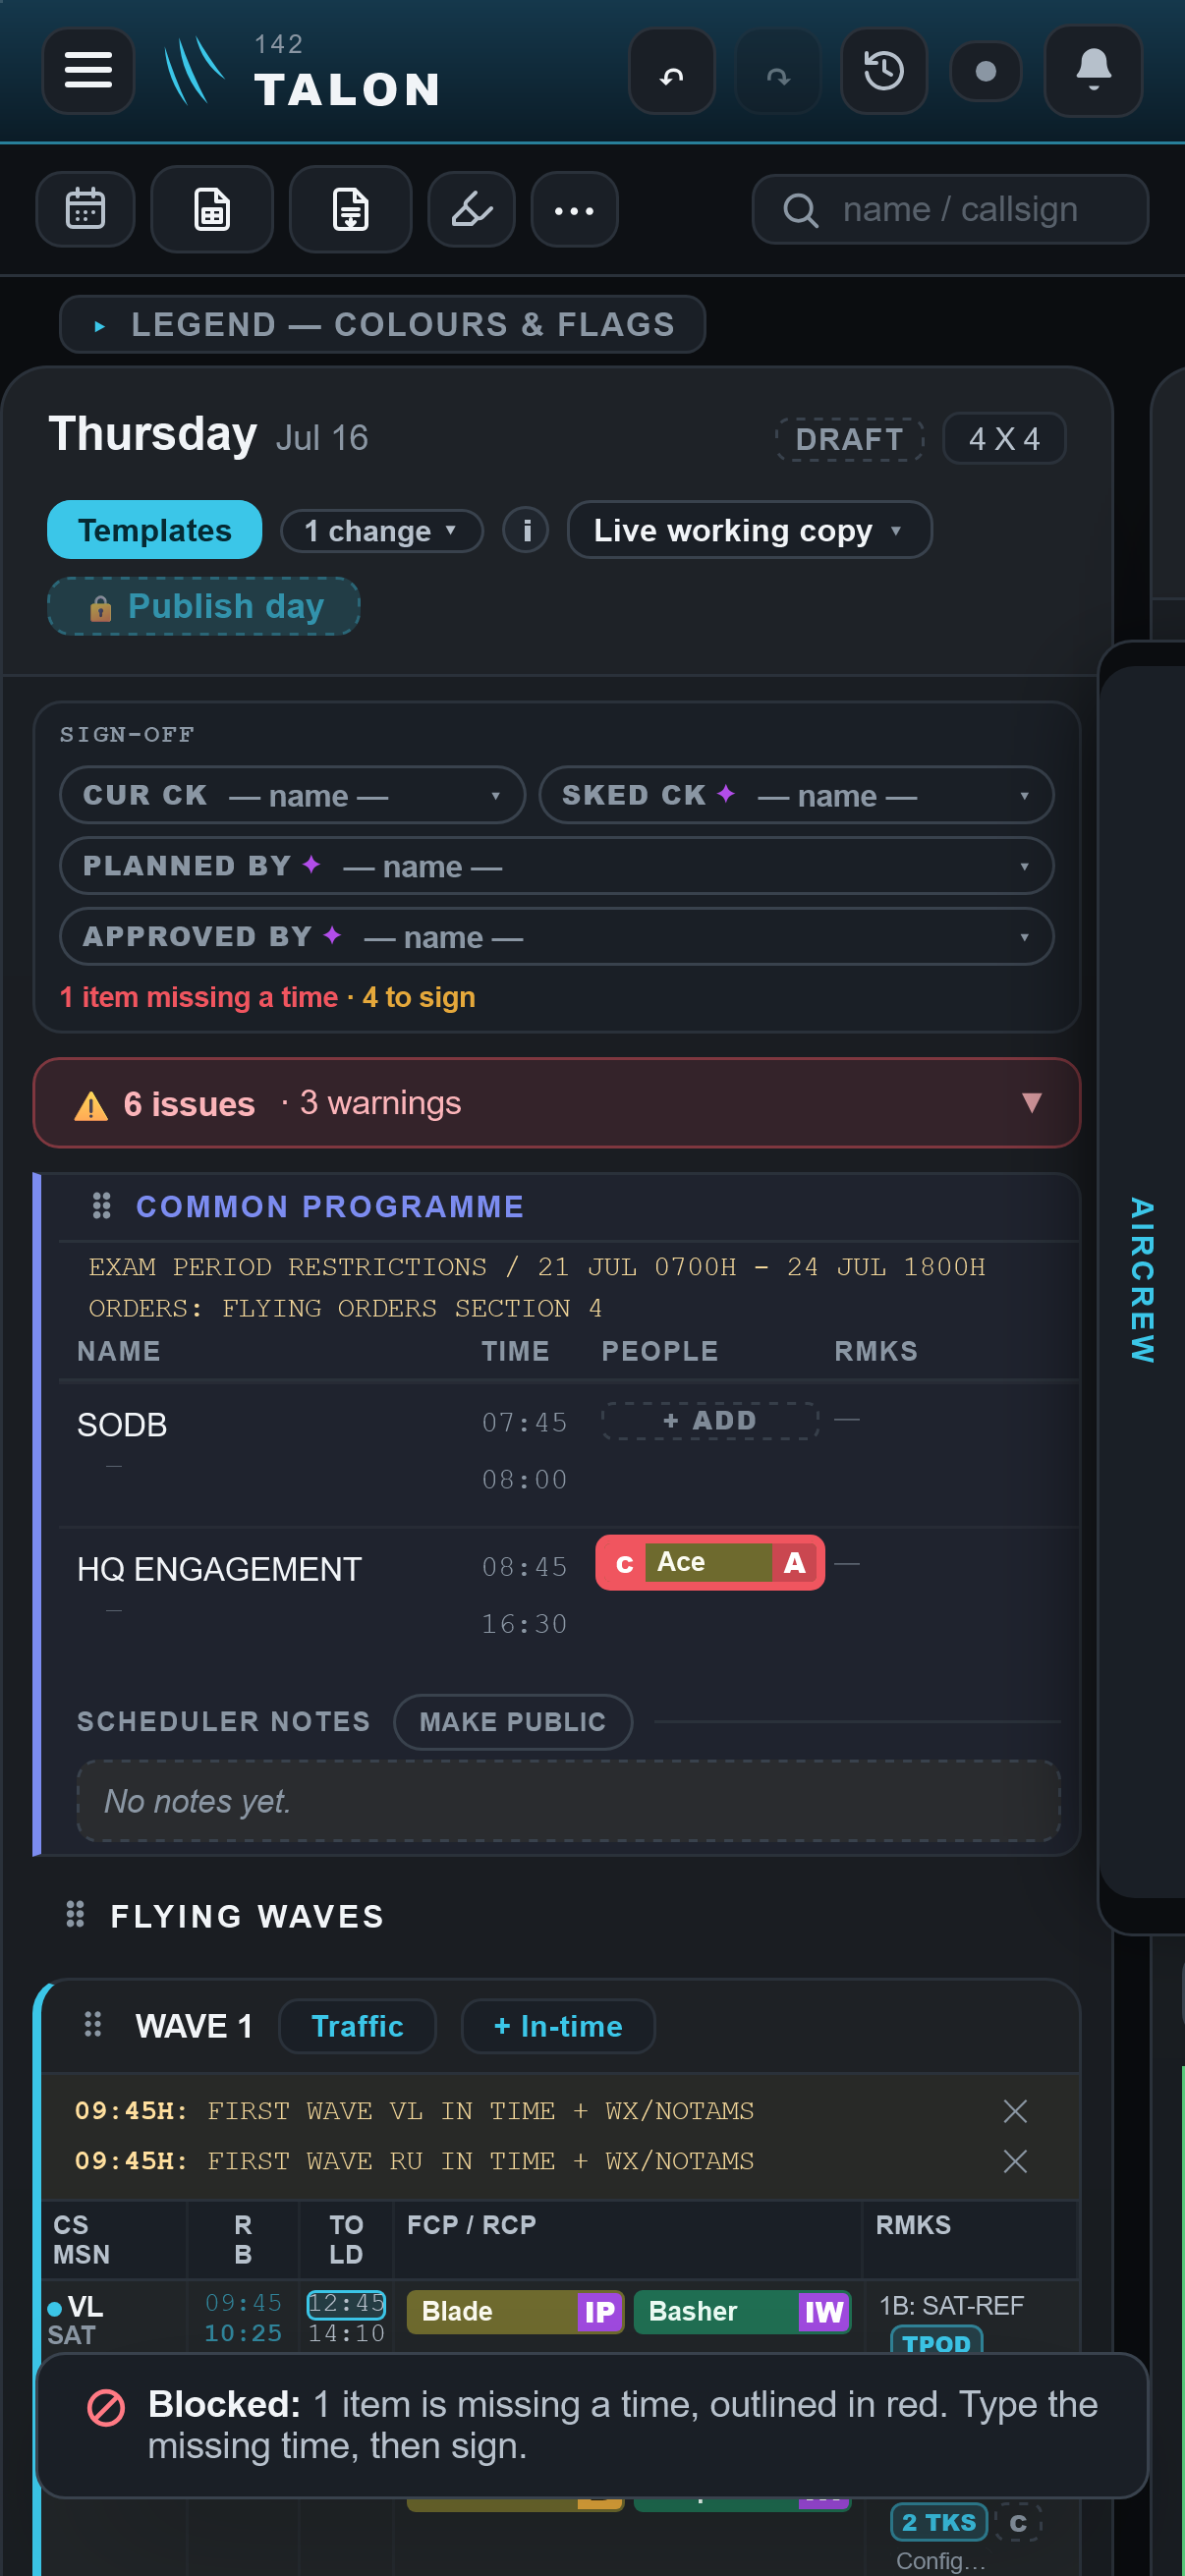 142
TALON
name / callsign
LEGEND — COLOURS & FLAGS
Thursday Jul 16 DRAFT 4 X 4
Templates 1 change i Live working copy
Publish day
SIGN-OFF
CUR CK — name — SKED CK — name —
PLANNED BY — name —
APPROVED BY — name —
1 item missing a time · 4 to sign
6 issues · 3 warnings
COMMON PROGRAMME
EXAM PERIOD RESTRICTIONS / 21 JUL 0700H - 24 JUL 1800H
ORDERS: FLYING ORDERS SECTION 4
AIRCREW
NAME TIME PEOPLE RMKS
SODB 07:45 + ADD —
— 08:00
HQ ENGAGEMENT 08:45 C Ace A —
— 16:30
SCHEDULER NOTES MAKE PUBLIC
No notes yet.
FLYING WAVES
WAVE 1 Traffic + In-time
09:45H: FIRST WAVE VL IN TIME + WX/NOTAMS
09:45H: FIRST WAVE RU IN TIME + WX/NOTAMS
CS R TO FCP / RCP RMKS
MSN B LD
VL 09:45 12:45 Blade IP Basher IW 1B: SAT-REF
SAT 10:25 14:10 TPOD
Blocked: 1 item is missing a time, outlined in red. Type the
missing time, then sign.
2 TKS C
Config...